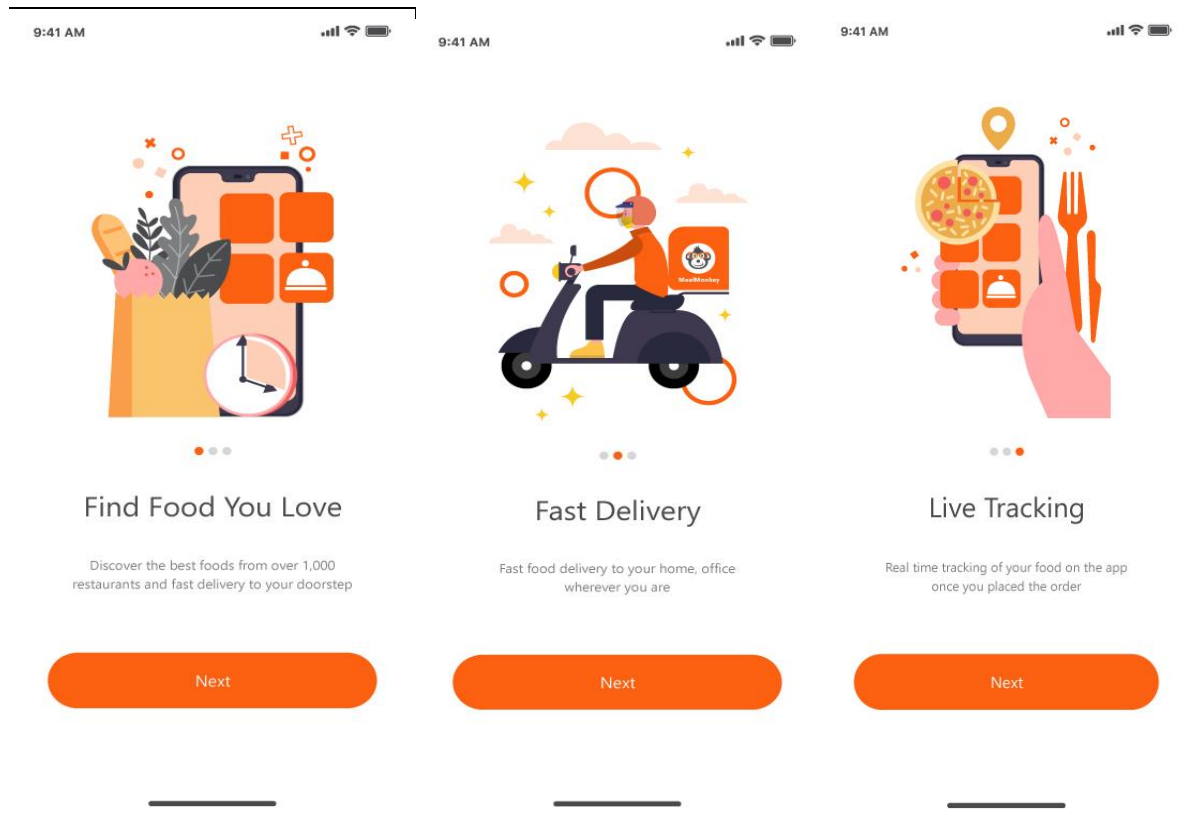 9:41 AM
Find Food You Love
Discover the best foods from over 1,000
restaurants and fast delivery to your doorstep
Next
9:41 AM
MealMonkey
Fast Delivery
Fast food delivery to your home, office
wherever you are
Next
9:41 AM
Live Tracking
Real time tracking of your food on the app
once you placed the order
Next